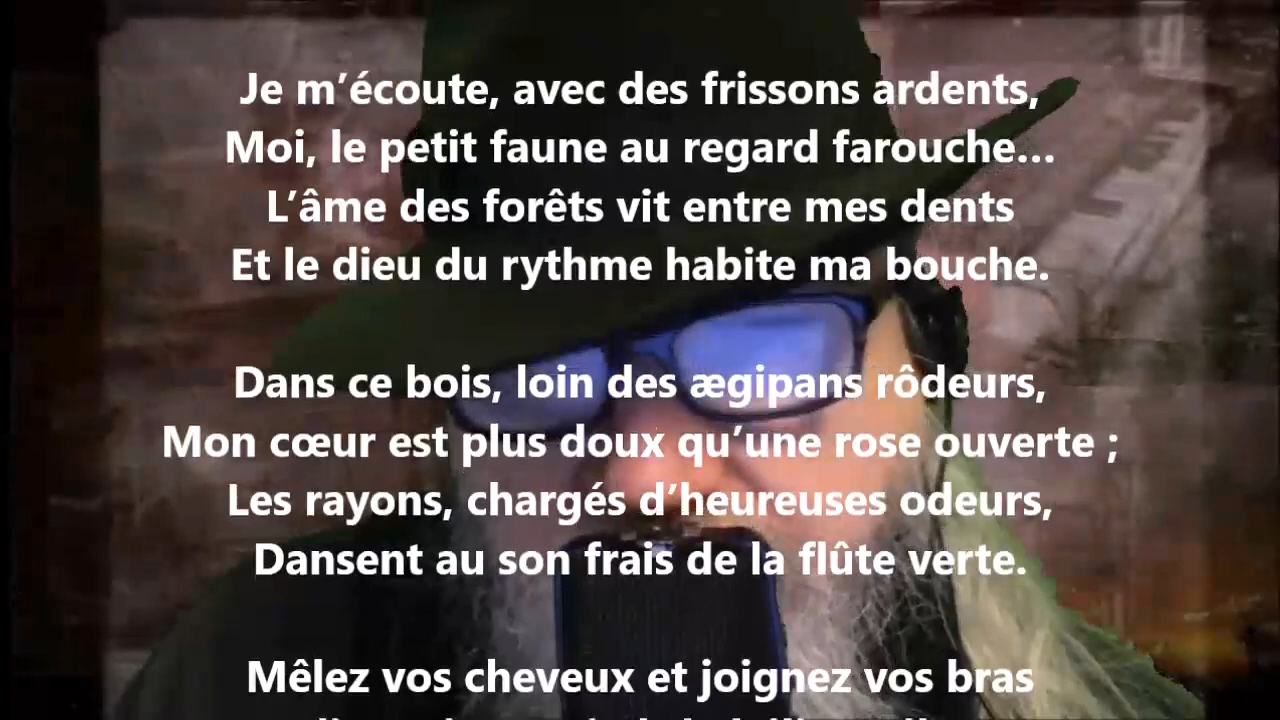 Je m’écoute, avec des frissons ardents,
Moi, le petit faune au regard farouche…
L’âme des forêts vit entre mes dents
Et le dieu du rythme habite ma bouche.
Dans ce bois, loin des ægipans rôdeurs,
Mon cœur est plus doux qu’une rose ouverte ;
Les rayons, chargés d’heureuses odeurs,
Dansent au son frais de la flûte verte.
Mêlez vos cheveux et joignez vos bras